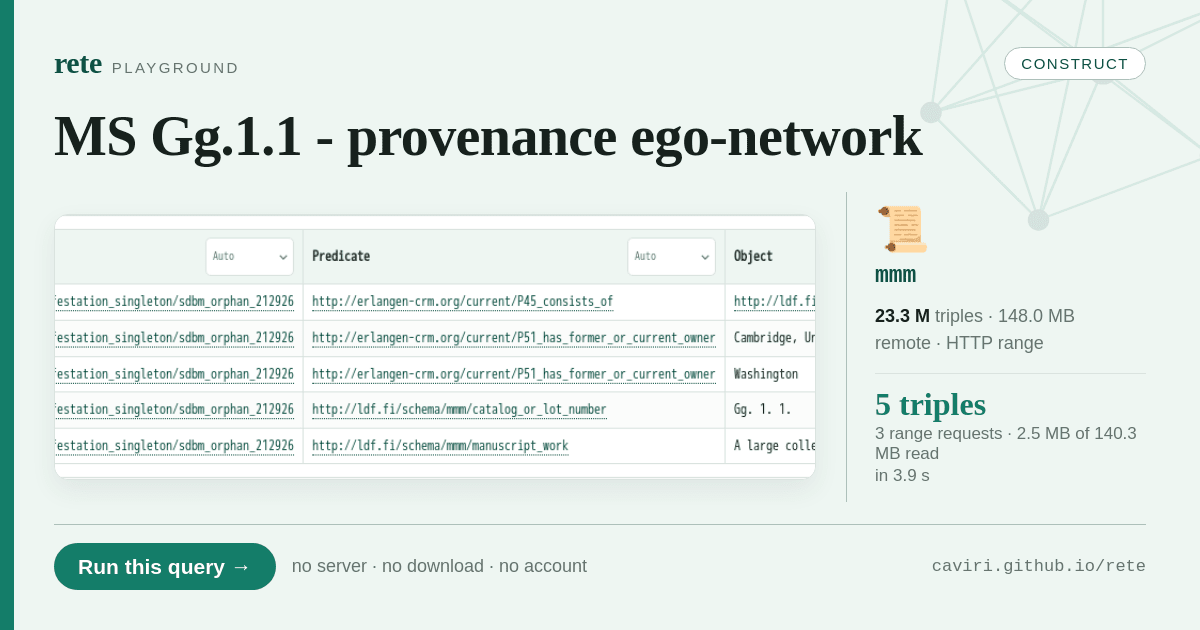 rete PLAYGROUND
CONSTRUCT
MS Gg.1.1 - provenance ego-network
Auto Predicate Auto Object
festation_singleton/sdbm_orphan_212926 http://erlangen-crm.org/current/P45_consists_of http://ldf.fi
festation_singleton/sdbm_orphan_212926 http://erlangen-crm.org/current/P51_has_former_or_current_owner Cambridge, Un
festation_singleton/sdbm_orphan_212926 http://erlangen-crm.org/current/P51_has_former_or_current_owner Washington
festation_singleton/sdbm_orphan_212926 http://ldf.fi/schema/mmm/catalog_or_lot_number Gg. 1. 1.
festation_singleton/sdbm_orphan_212926 http://ldf.fi/schema/mmm/manuscript_work A large colle
mmm
23.3 M triples · 148.0 MB
remote · HTTP range
5 triples
3 range requests · 2.5 MB of 140.3
MB read
in 3.9 s
Run this query →
no server · no download · no account
caviri.github.io/rete